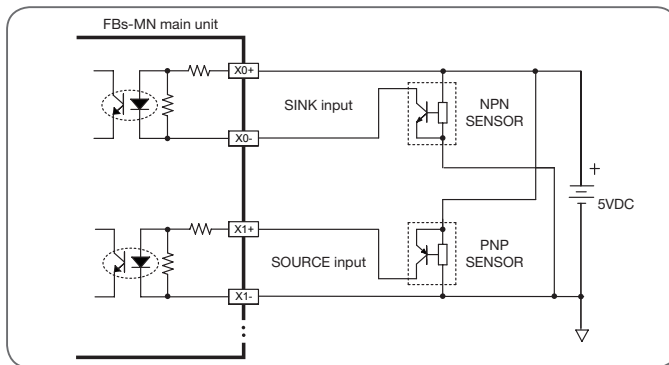 FBs-MN main unit
X0+
SINK input
NPN
SENSOR
X0-
+
5VDC
X1+
SOURCE input
PNP
SENSOR
X1-